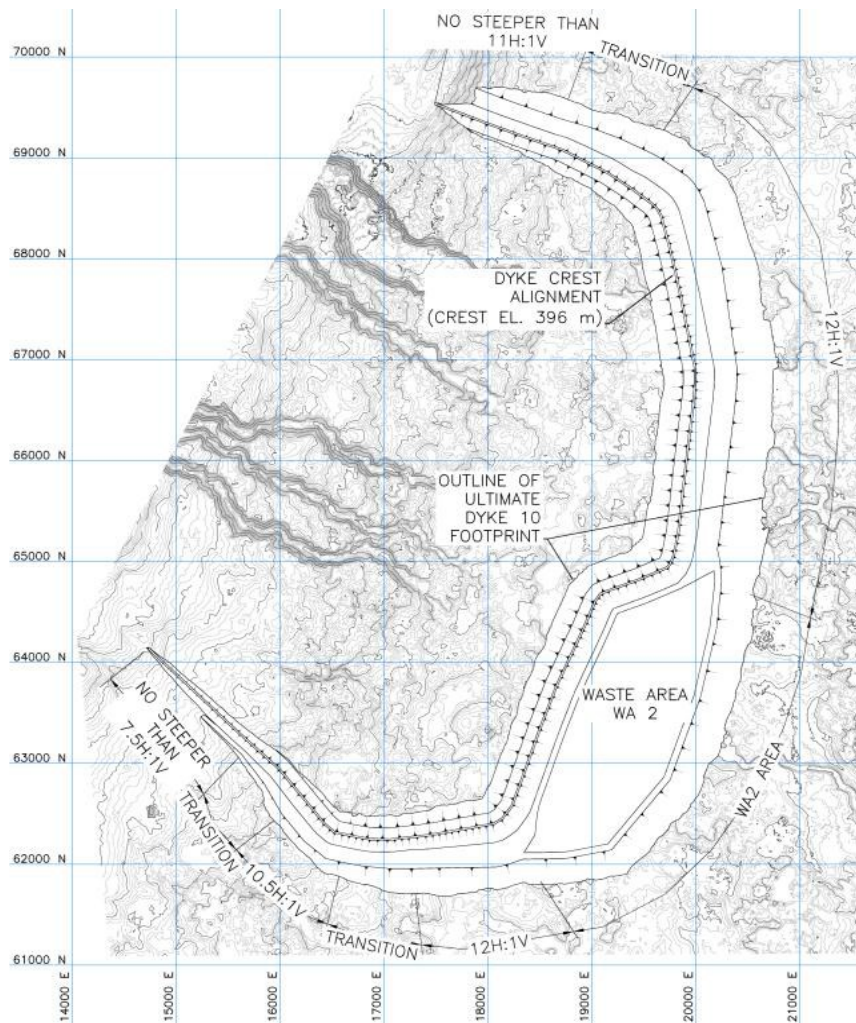 NO STEEPER THAN
11H:1V
TRANSITION
70000 N
69000 N
68000 N
DYKE CREST
ALIGNMENT
(CREST EL. 396 m)
12H:1V
67000 N
66000 N
OUTLINE OF
ULTIMATE
DYKE 10
FOOTPRINT
65000 N
64000 N
WASTE AREA
WA 2
NO STEEPER
THAN
7.5H:1V
63000 N
WA2 AREA
TRANSITION
62000 N
10.5H:1V
TRANSITION
12H:1V
61000 N
14000 E
15000 E
16000 E
17000 E
18000 E
19000 E
20000 E
21000 E